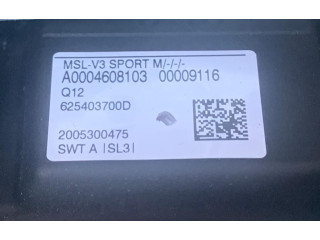 MSL-V3 SPORT M/-/-/-
A0004608103 00009116
Q12
625403700D
2005300475
SWT A |SL3|